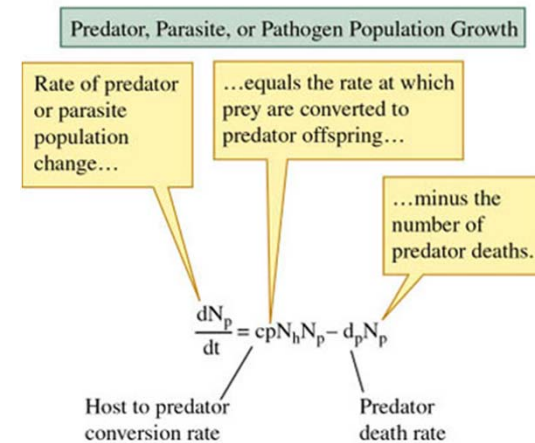 Predator, Parasite, or Pathogen Population Growth
Rate of predator
or parasite
population
change…
…equals the rate at which
prey are converted to
predator offspring…
…minus the
number of
predator deaths.
dNₚ/dt = cpNₕNₚ – dₚNₚ
Host to predator
conversion rate
Predator
death rate